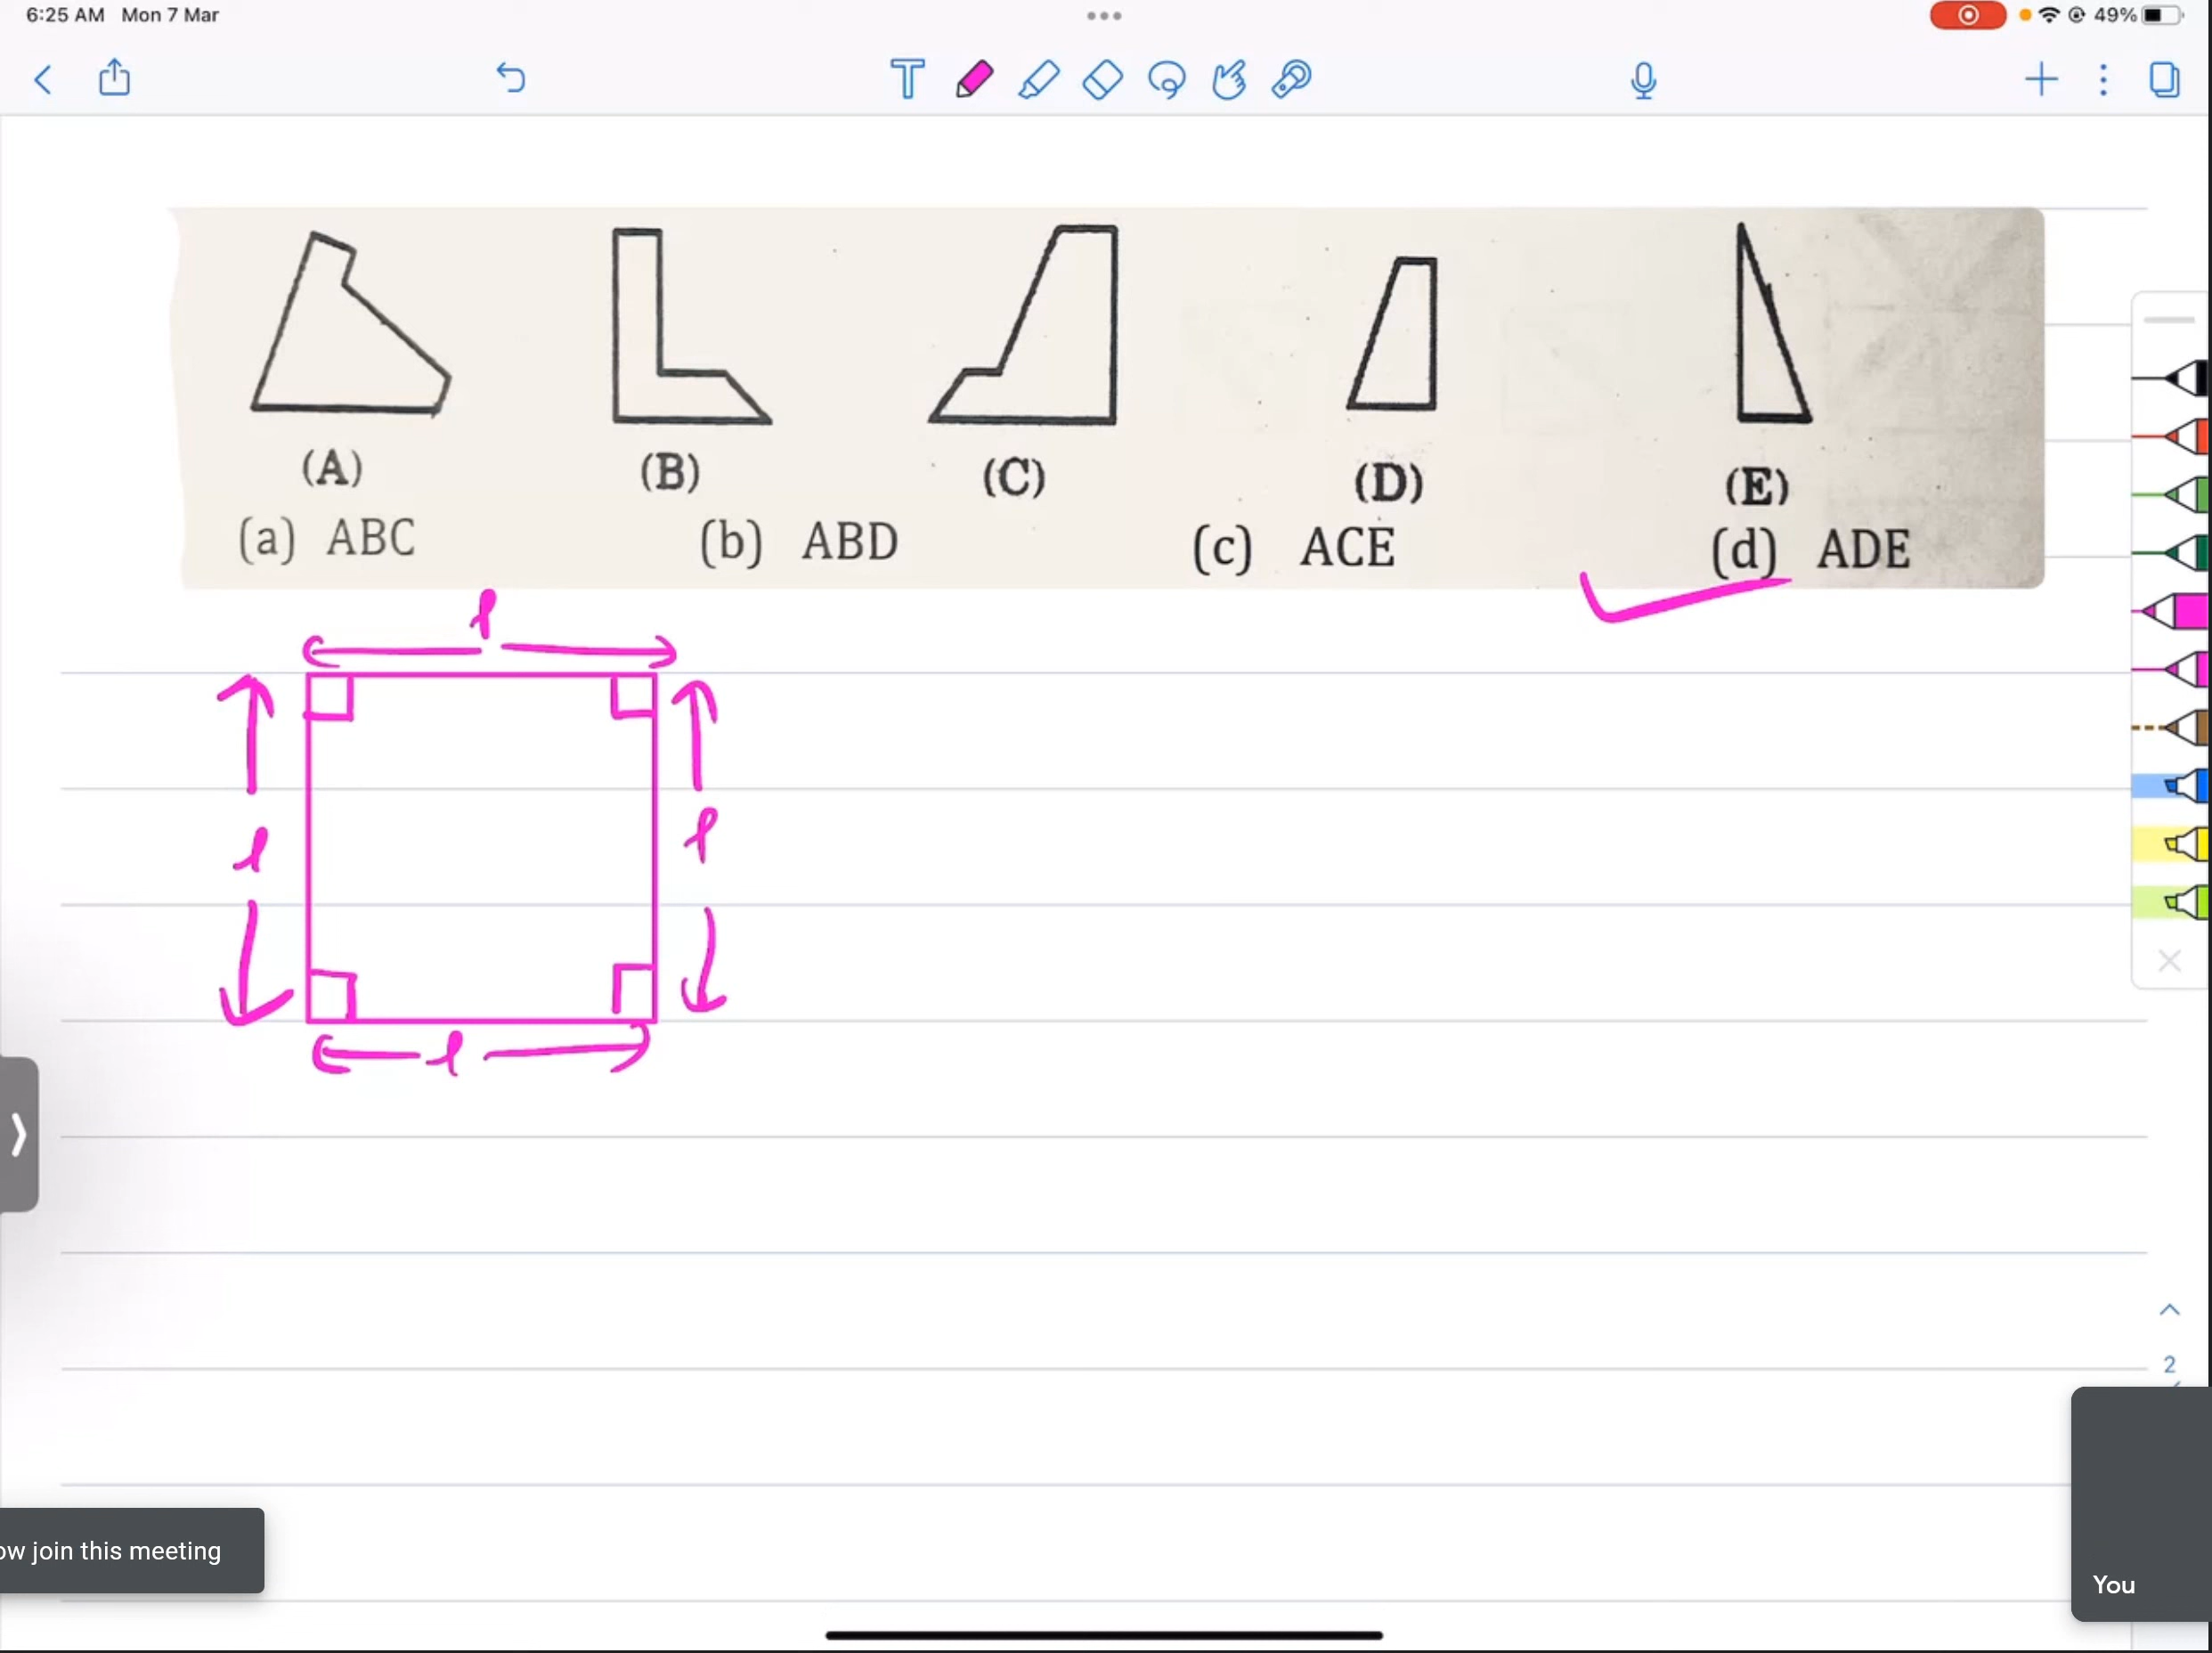 6:25 AM Mon 7 Mar
49%
(A) (B) (C) (D) (E)
(a) ABC (b) ABD (c) ACE (d) ADE
l
l
l
l
2
ow join this meeting
You